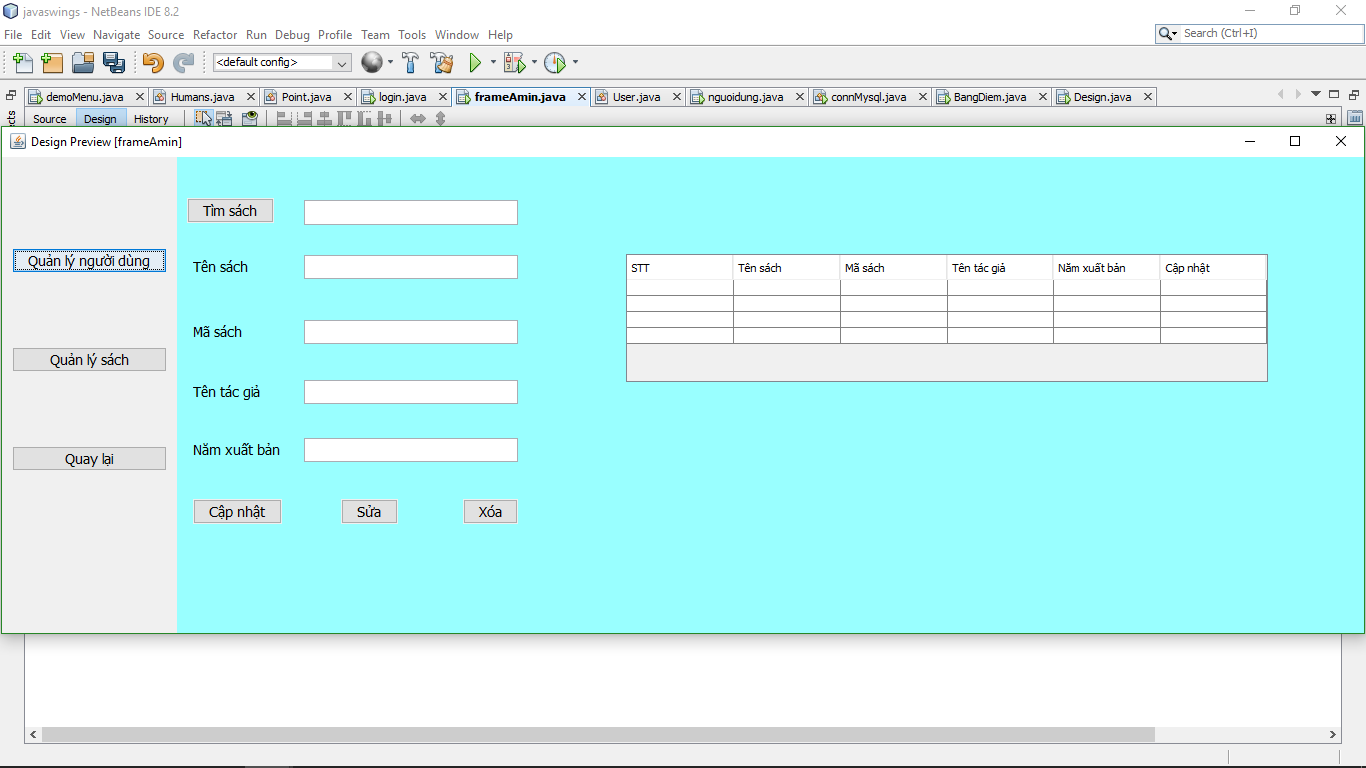 javaswings - NetBeans IDE 8.2
File Edit View Navigate Source Refactor Run Debug Profile Team Tools Window Help
Search (Ctrl+I)
<default config>
demoMenu.java Humans.java Point.java login.java frameAmin.java User.java nguoidung.java connMysql.java BangDiem.java Design.java
Source Design History
Design Preview [frameAmin]
Tìm sách
Quản lý người dùng
Tên sách
STT Tên sách Mã sách Tên tác giả Năm xuất bản Cập nhật
Mã sách
Quản lý sách
Tên tác giả
Năm xuất bản
Quay lại
Cập nhật Sửa Xóa